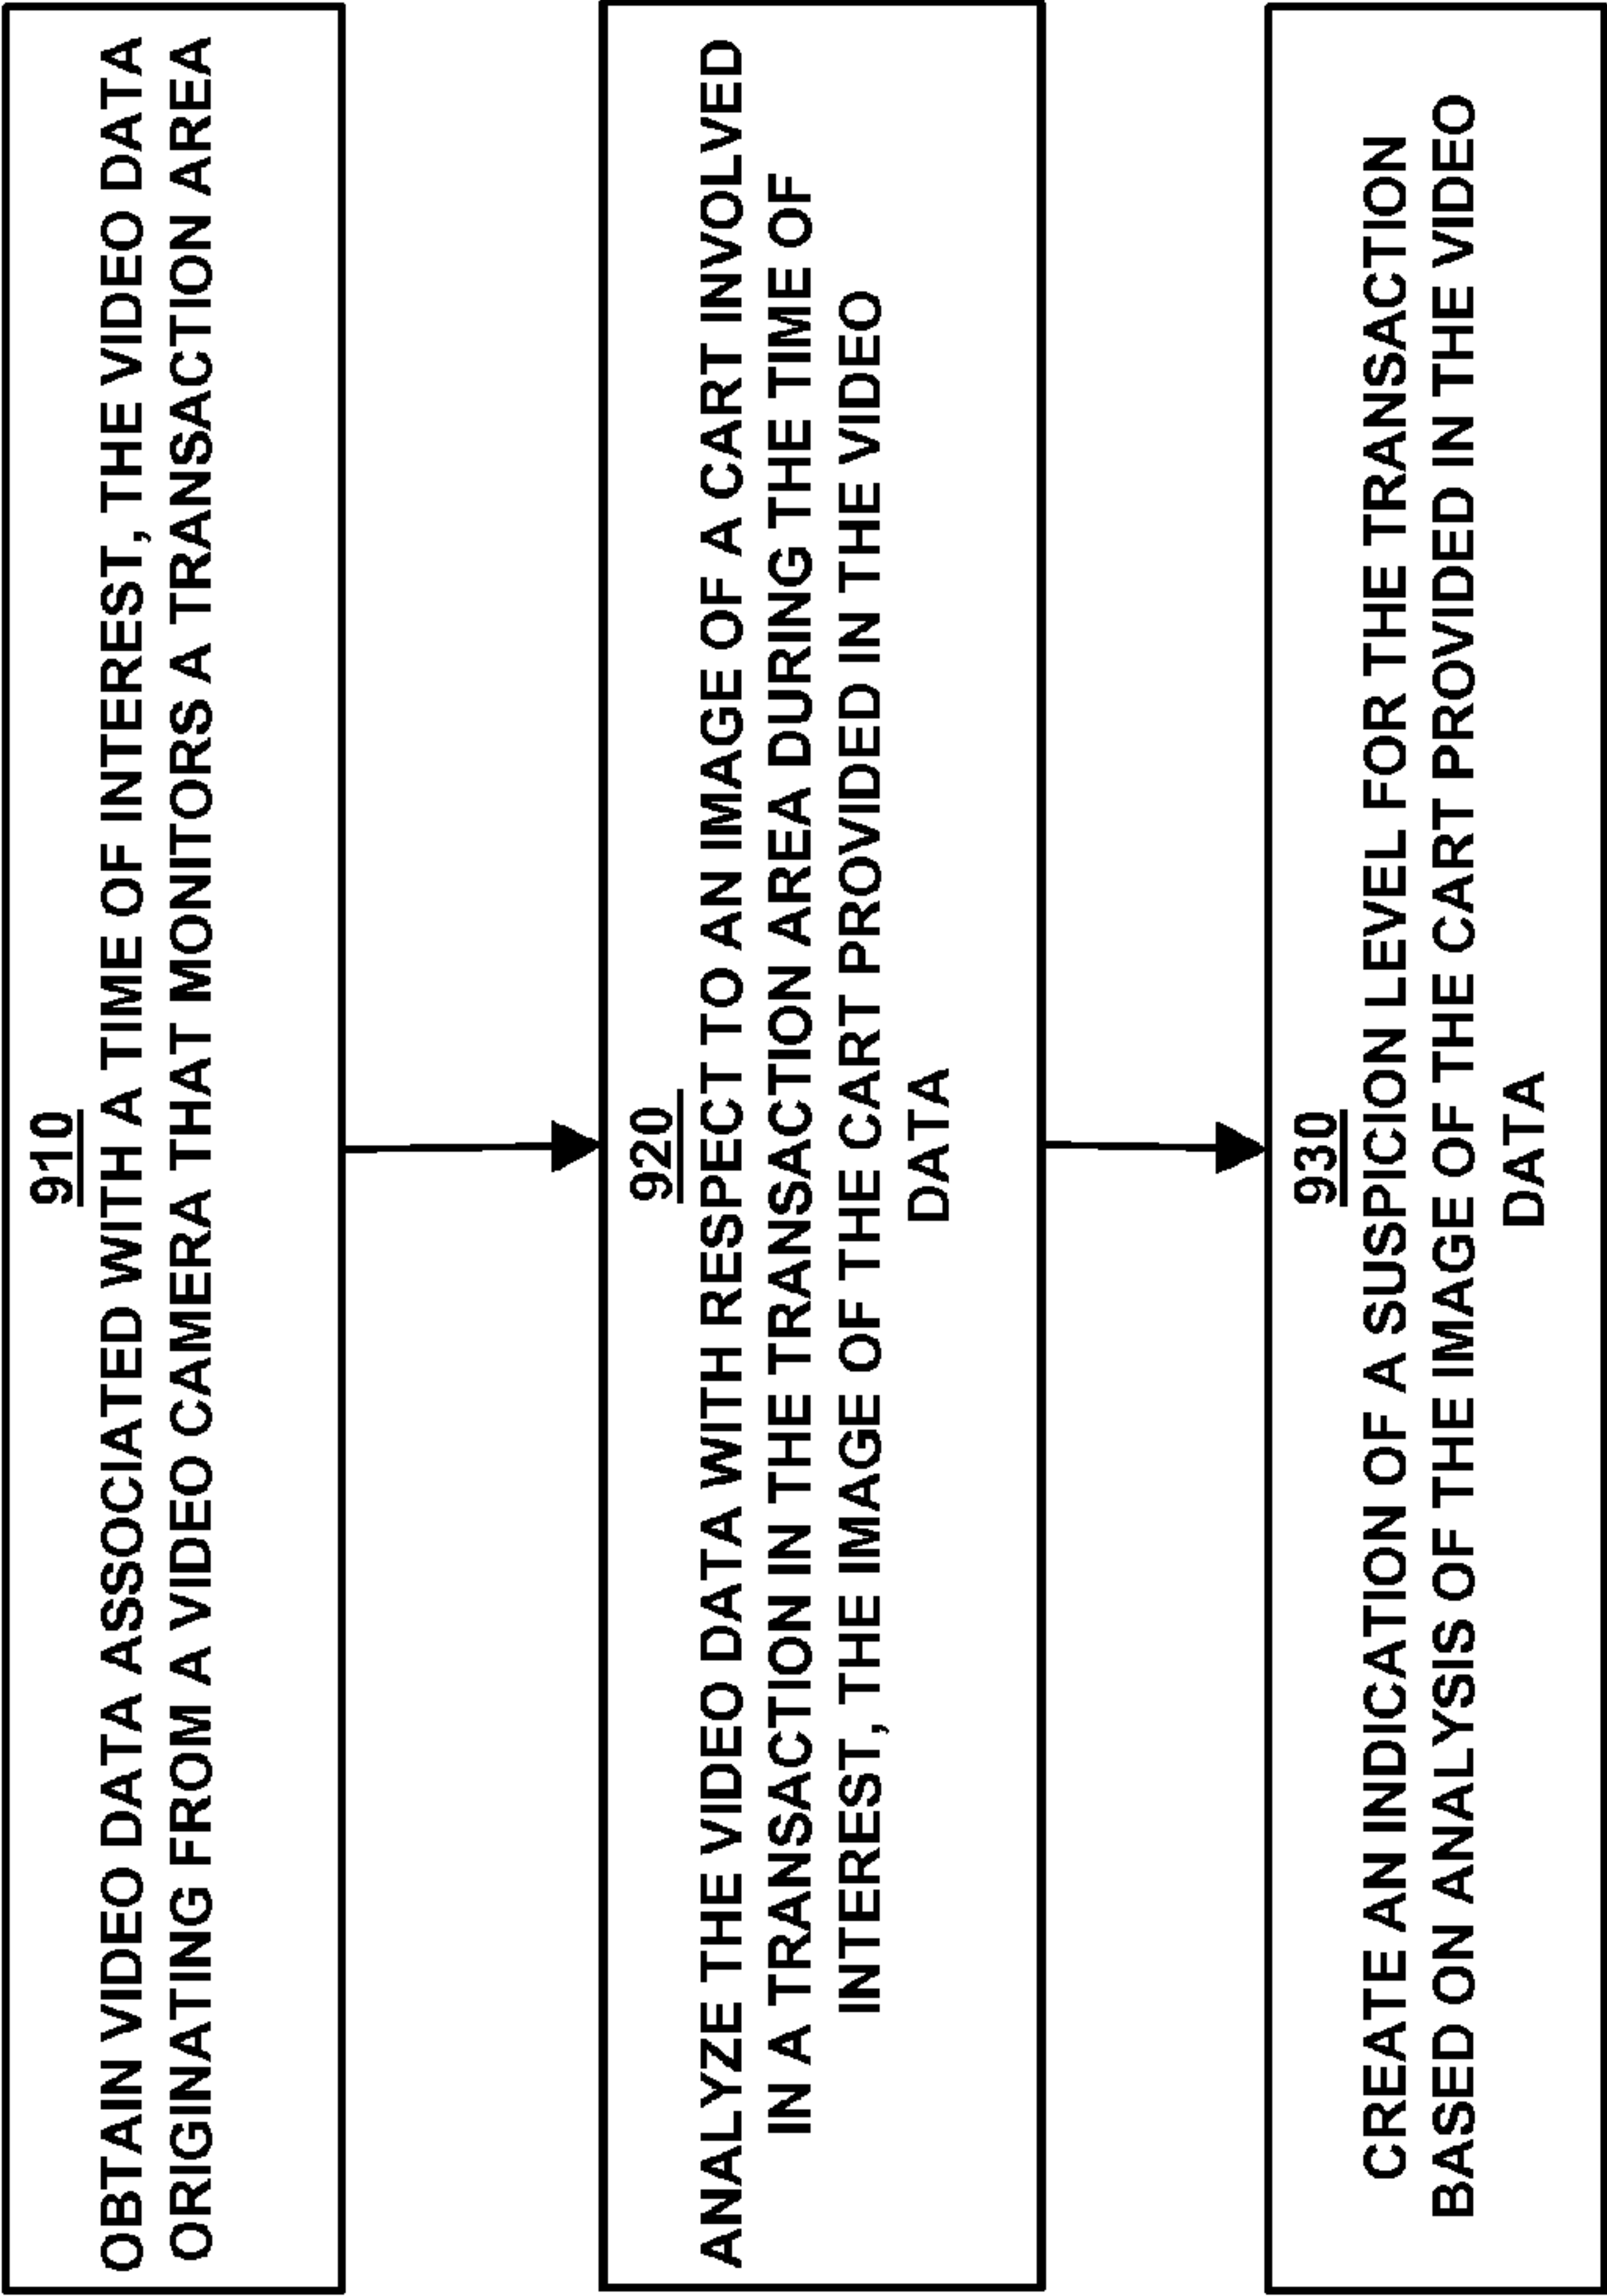 910
OBTAIN VIDEO DATA ASSOCIATED WITH A TIME OF INTEREST, THE VIDEO DATA
ORIGINATING FROM A VIDEO CAMERA THAT MONITORS A TRANSACTION AREA
920
ANALYZE THE VIDEO DATA WITH RESPECT TO AN IMAGE OF A CART INVOLVED
IN A TRANSACTION IN THE TRANSACTION AREA DURING THE TIME OF
INTEREST, THE IMAGE OF THE CART PROVIDED IN THE VIDEO
DATA
930
CREATE AN INDICATION OF A SUSPICION LEVEL FOR THE TRANSACTION
BASED ON ANALYSIS OF THE IMAGE OF THE CART PROVIDED IN THE VIDEO
DATA